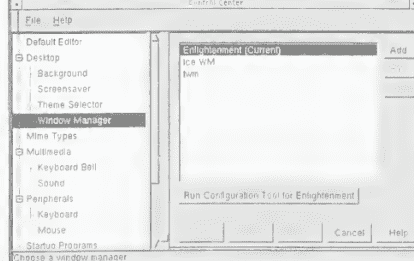 Control Center
File Help
Default Editor
Desktop
Background
Screensaver
Theme Selector
Window Manager
Mime Types
Multimedia
Keyboard Bell
Sound
Peripherals
Keyboard
Mouse
Startup Programs
Enlightenment (Current)
Ice WM
twm
Add
Run Configuration Tool for Enlightenment
Cancel
Help
Choose a window manager